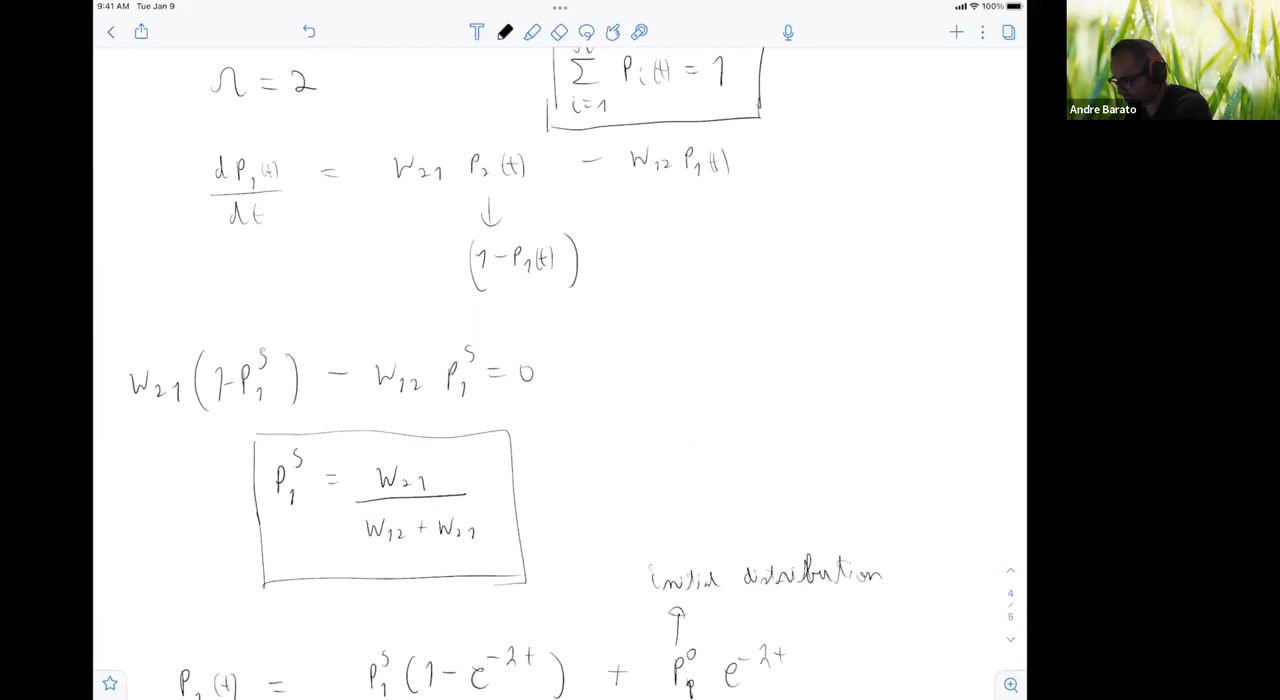 9:41 AM Tue Jan 9
100%
Andre Barato
Ω = 2
∑ i=1 P_i(t) = 1
dP_1(t)/dt = W_21 P_2(t) − W_12 P_1(t)
↓
(1 − P_1(t))
W_21 (1 − P_1^S) − W_12 P_1^S = 0
P_1^S = W_21 / (W_12 + W_21)
initial distribution
↑
P_1(t) = P_1^S (1 − e^{−λt}) + P_1^0 e^{−λt}
4 / 5